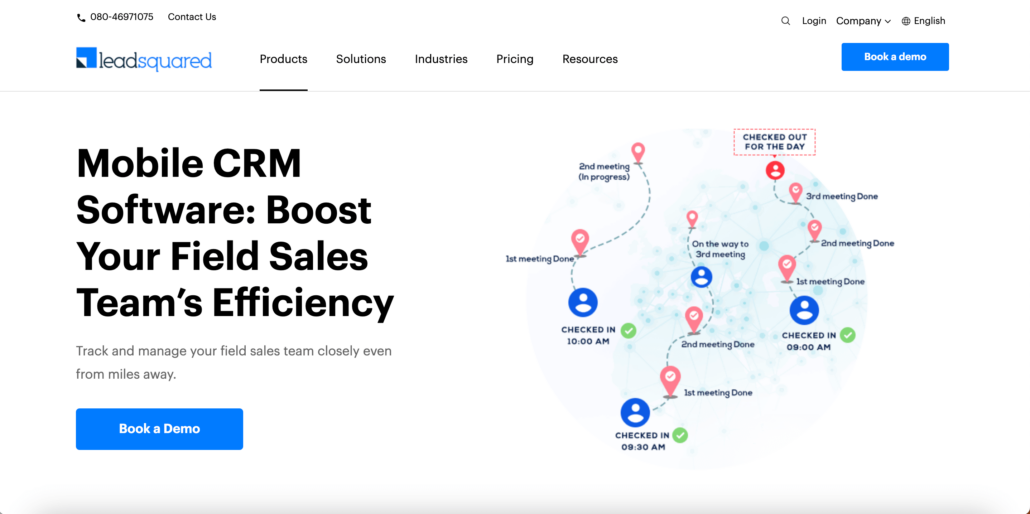 080-46971075 Contact Us
Login Company English
leadsquared
Products Solutions Industries Pricing Resources
Book a demo
Mobile CRM
Software: Boost
Your Field Sales
Team’s Efficiency
Track and manage your field sales team closely even
from miles away.
Book a Demo
CHECKED OUT
FOR THE DAY
2nd meeting
(In progress)
3rd meeting Done
On the way to
3rd meeting
2nd meeting Done
1st meeting Done
1st meeting Done
CHECKED IN
10:00 AM
CHECKED IN
09:00 AM
2nd meeting Done
1st meeting Done
CHECKED IN
09:30 AM